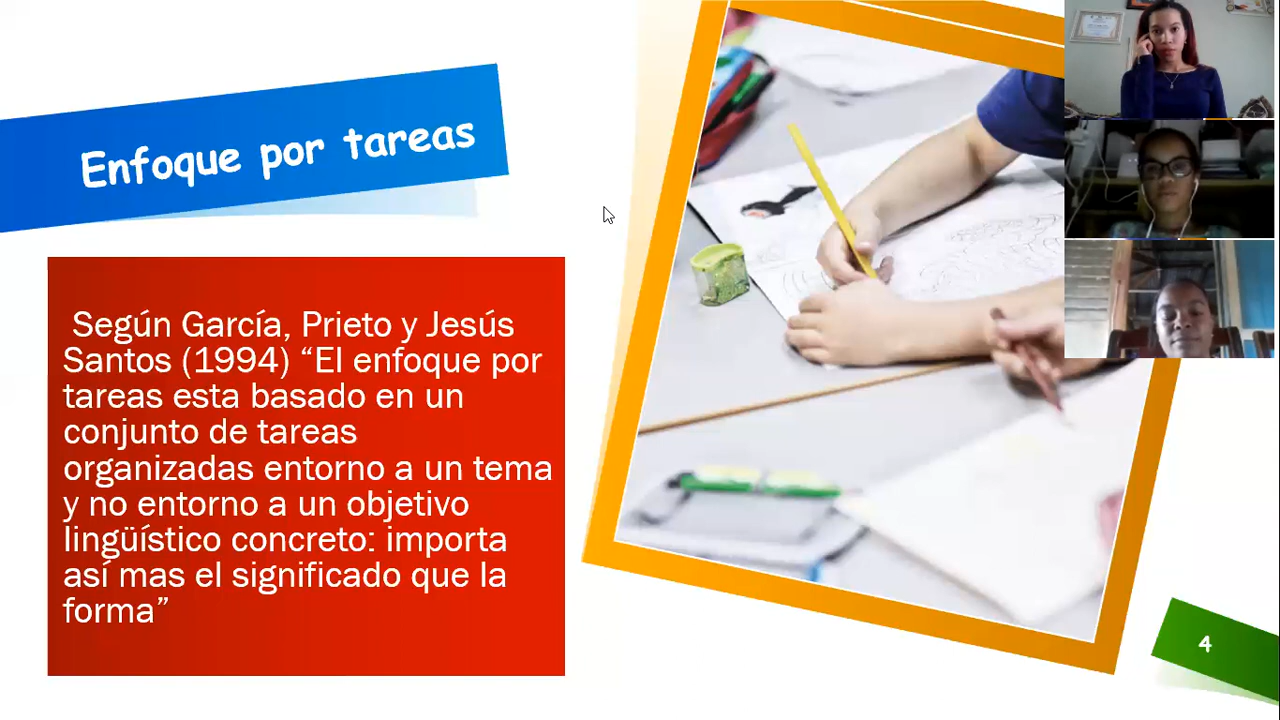 Enfoque por tareas
Según García, Prieto y Jesús
Santos (1994) “El enfoque por
tareas esta basado en un
conjunto de tareas
organizadas entorno a un tema
y no entorno a un objetivo
lingüístico concreto: importa
así mas el significado que la
forma”
4